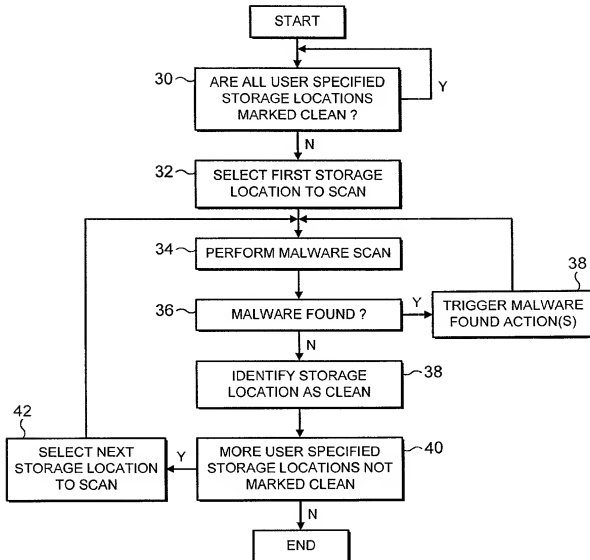 START
30
ARE ALL USER SPECIFIED
STORAGE LOCATIONS
MARKED CLEAN ?
Y
N
32
SELECT FIRST STORAGE
LOCATION TO SCAN
34
PERFORM MALWARE SCAN
36
MALWARE FOUND ?
Y
38
TRIGGER MALWARE
FOUND ACTION(S)
N
IDENTIFY STORAGE
LOCATION AS CLEAN
38
42
SELECT NEXT
STORAGE LOCATION
TO SCAN
Y
MORE USER SPECIFIED
STORAGE LOCATIONS NOT
MARKED CLEAN
40
N
END